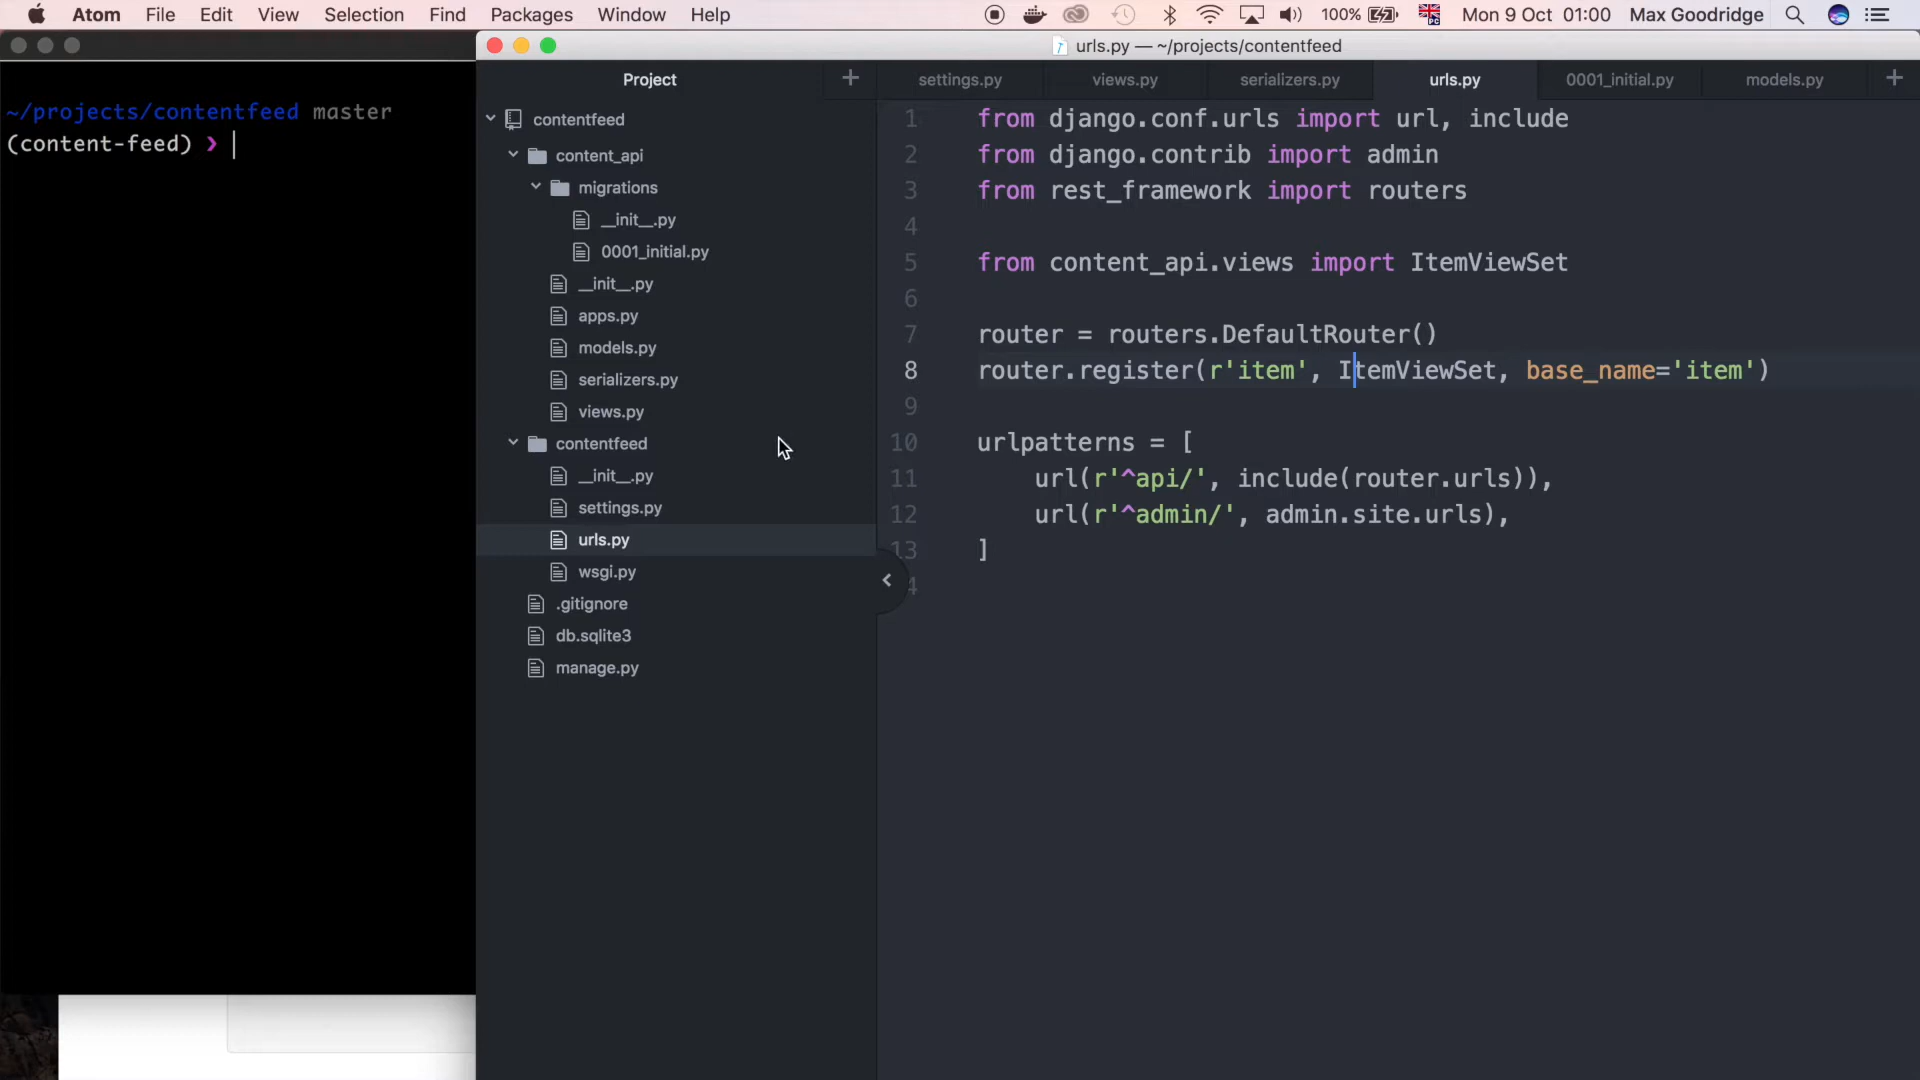 Atom File Edit View Selection Find Packages Window Help 100% Mon 9 Oct 01:00 Max Goodridge
urls.py — ~/projects/contentfeed
~/projects/contentfeed master
(content-feed) ❯
Project
contentfeed
content_api
migrations
__init__.py
0001_initial.py
__init__.py
apps.py
models.py
serializers.py
views.py
contentfeed
__init__.py
settings.py
urls.py
wsgi.py
.gitignore
db.sqlite3
manage.py
settings.py views.py serializers.py urls.py 0001_initial.py models.py
1 from django.conf.urls import url, include
2 from django.contrib import admin
3 from rest_framework import routers
4
5 from content_api.views import ItemViewSet
6
7 router = routers.DefaultRouter()
8 router.register(r'item', ItemViewSet, base_name='item')
9
10 urlpatterns = [
11     url(r'^api/', include(router.urls)),
12     url(r'^admin/', admin.site.urls),
13 ]
4